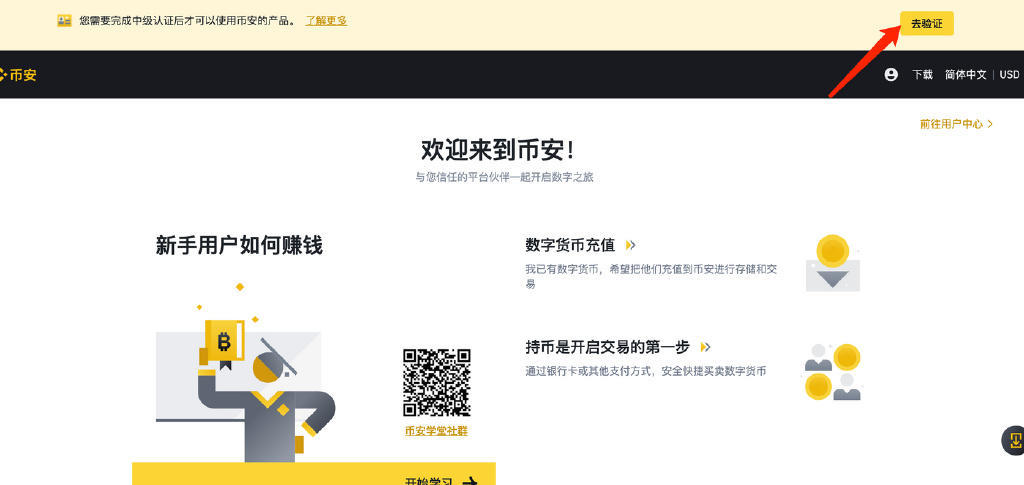 您需要完成中级认证后才可以使用币安的产品。 了解更多
去验证
币安
下载 简体中文 | USD
前往用户中心 >
欢迎来到币安!
与您信任的平台伙伴一起开启数字之旅
新手用户如何赚钱
币安学堂社群
开始学习
数字货币充值
我已有数字货币，希望把他们充值到币安进行存储和交
易
持币是开启交易的第一步
通过银行卡或其他支付方式，安全快捷买卖数字货币